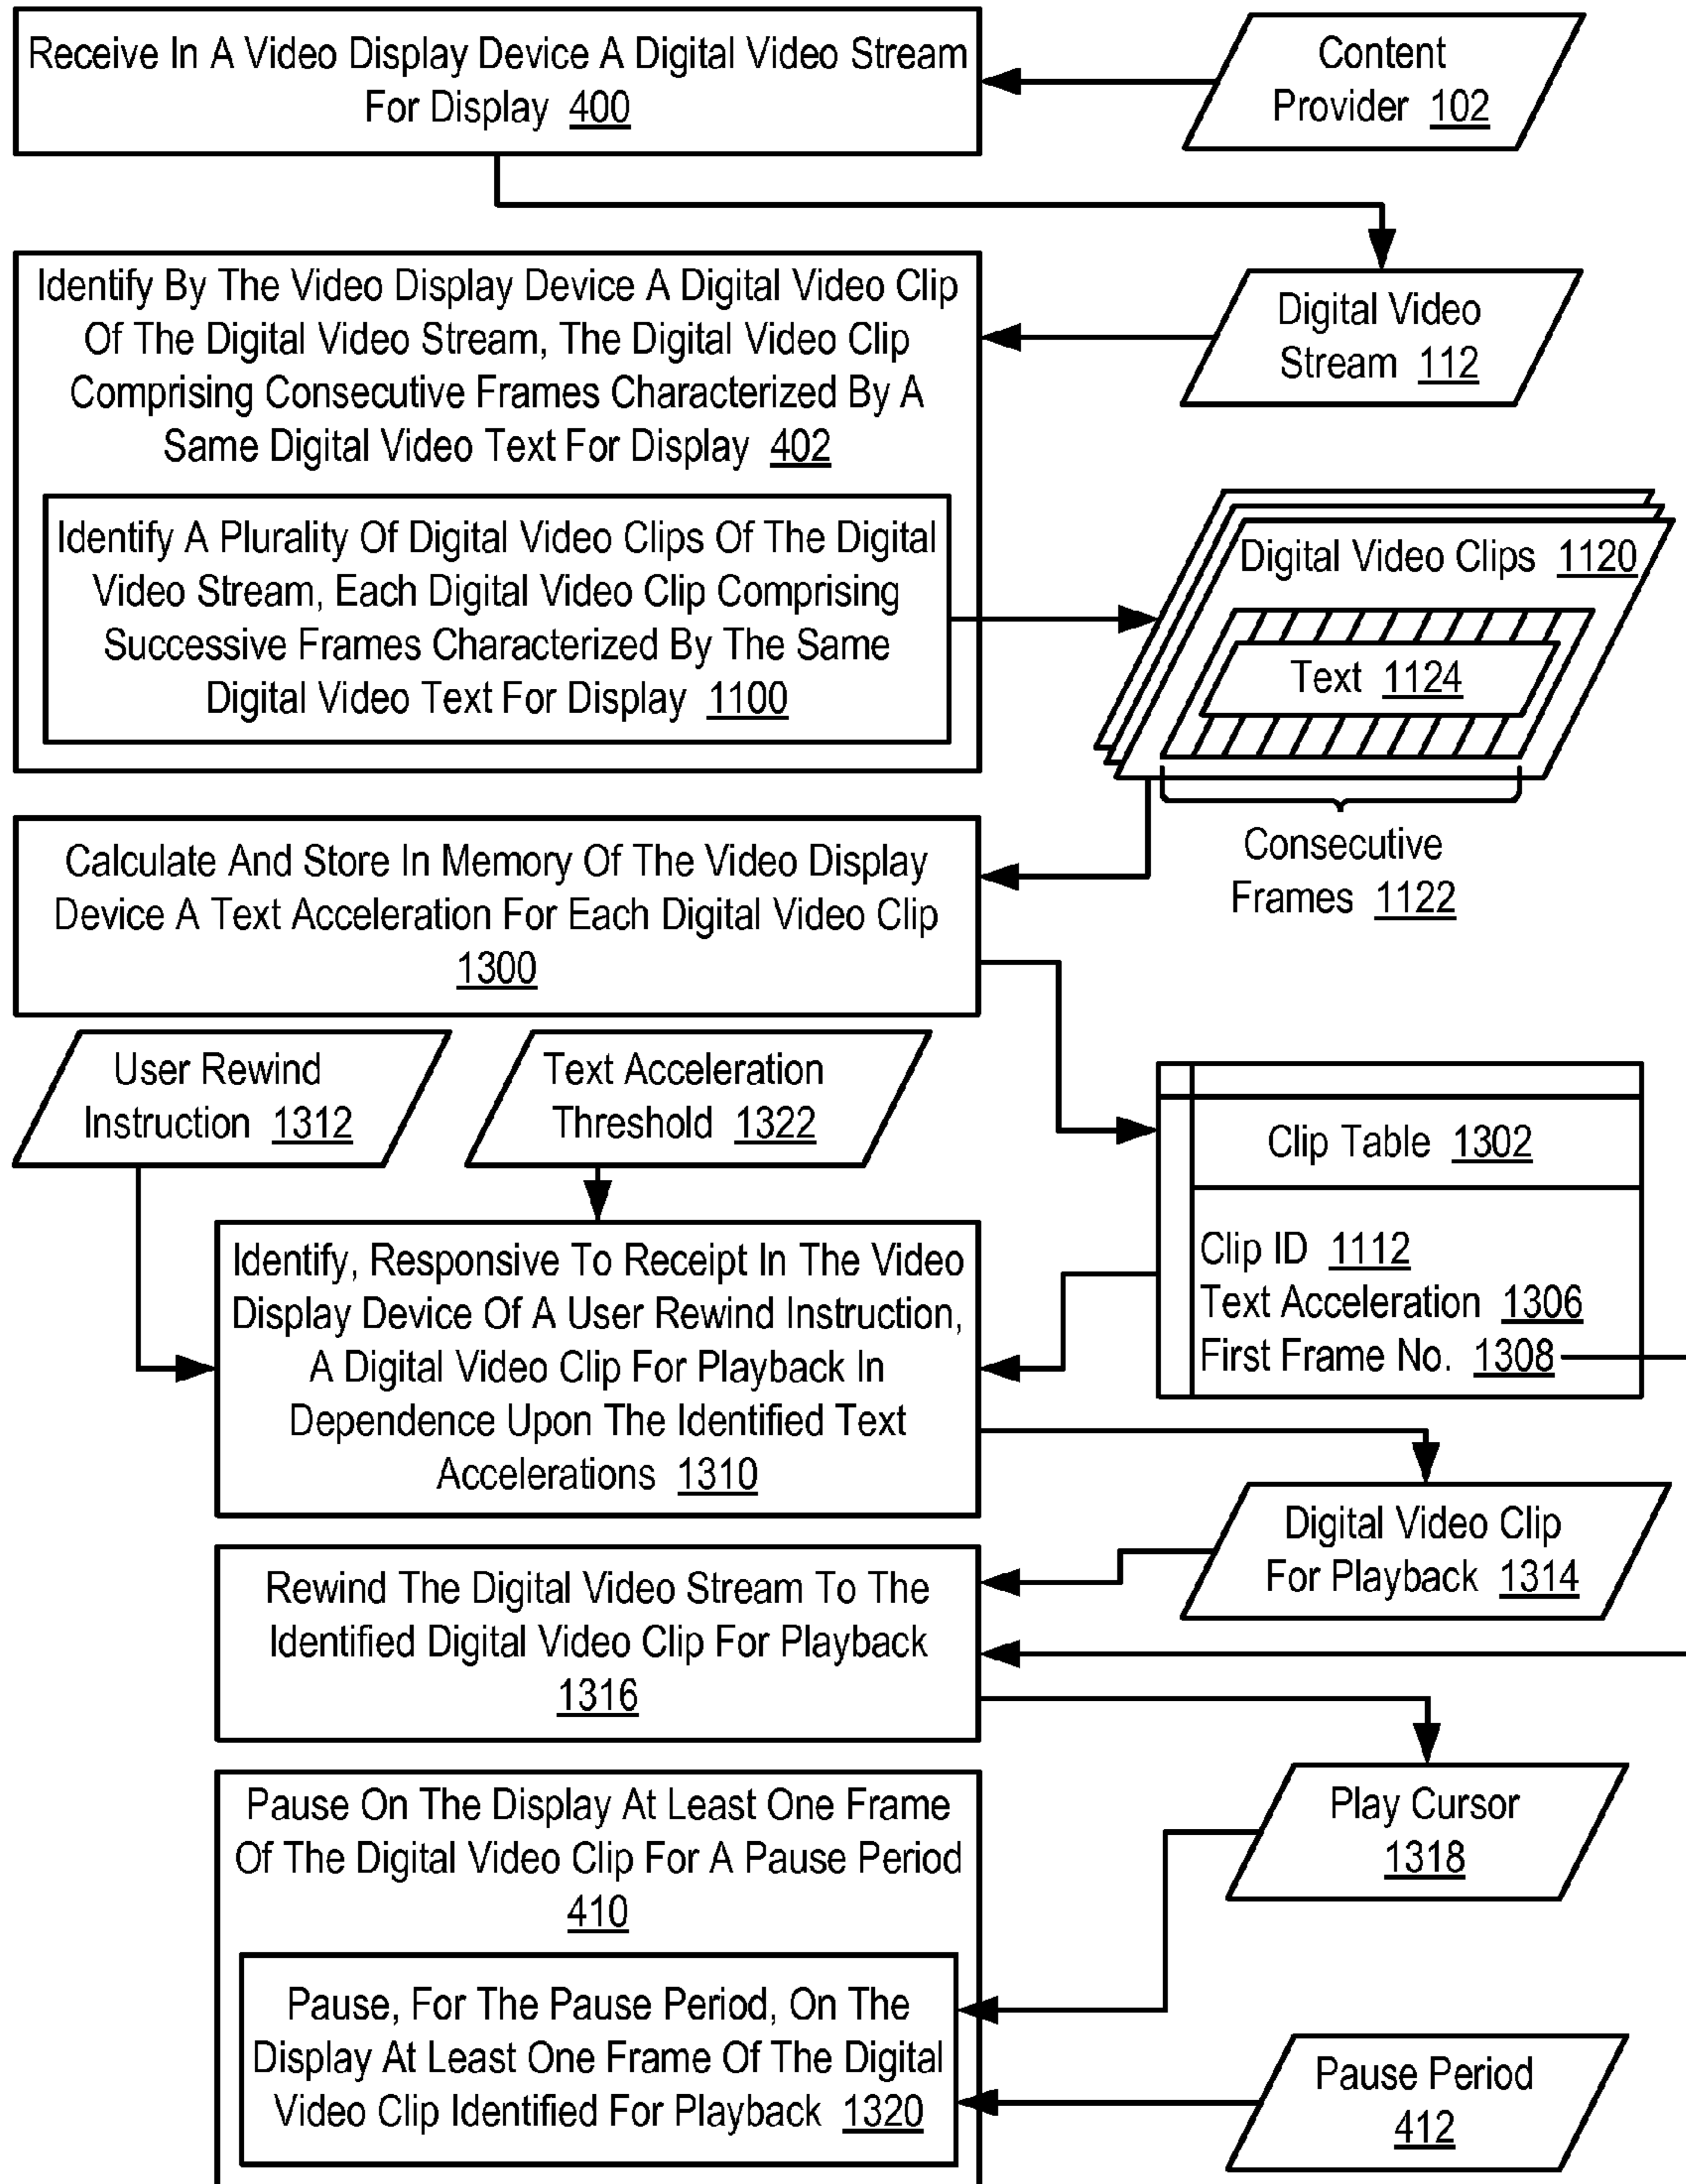 Receive In A Video Display Device A Digital Video Stream
For Display 400
Content
Provider 102
Identify By The Video Display Device A Digital Video Clip
Of The Digital Video Stream, The Digital Video Clip
Comprising Consecutive Frames Characterized By A
Same Digital Video Text For Display 402
Digital Video
Stream 112
Identify A Plurality Of Digital Video Clips Of The Digital
Video Stream, Each Digital Video Clip Comprising
Successive Frames Characterized By The Same
Digital Video Text For Display 1100
Digital Video Clips 1120
Text 1124
Consecutive
Frames 1122
Calculate And Store In Memory Of The Video Display
Device A Text Acceleration For Each Digital Video Clip
1300
User Rewind
Instruction 1312
Text Acceleration
Threshold 1322
Clip Table 1302
Clip ID 1112
Text Acceleration 1306
First Frame No. 1308
Identify, Responsive To Receipt In The Video
Display Device Of A User Rewind Instruction,
A Digital Video Clip For Playback In
Dependence Upon The Identified Text
Accelerations 1310
Digital Video Clip
For Playback 1314
Rewind The Digital Video Stream To The
Identified Digital Video Clip For Playback
1316
Play Cursor
1318
Pause On The Display At Least One Frame
Of The Digital Video Clip For A Pause Period
410
Pause, For The Pause Period, On The
Display At Least One Frame Of The Digital
Video Clip Identified For Playback 1320
Pause Period
412